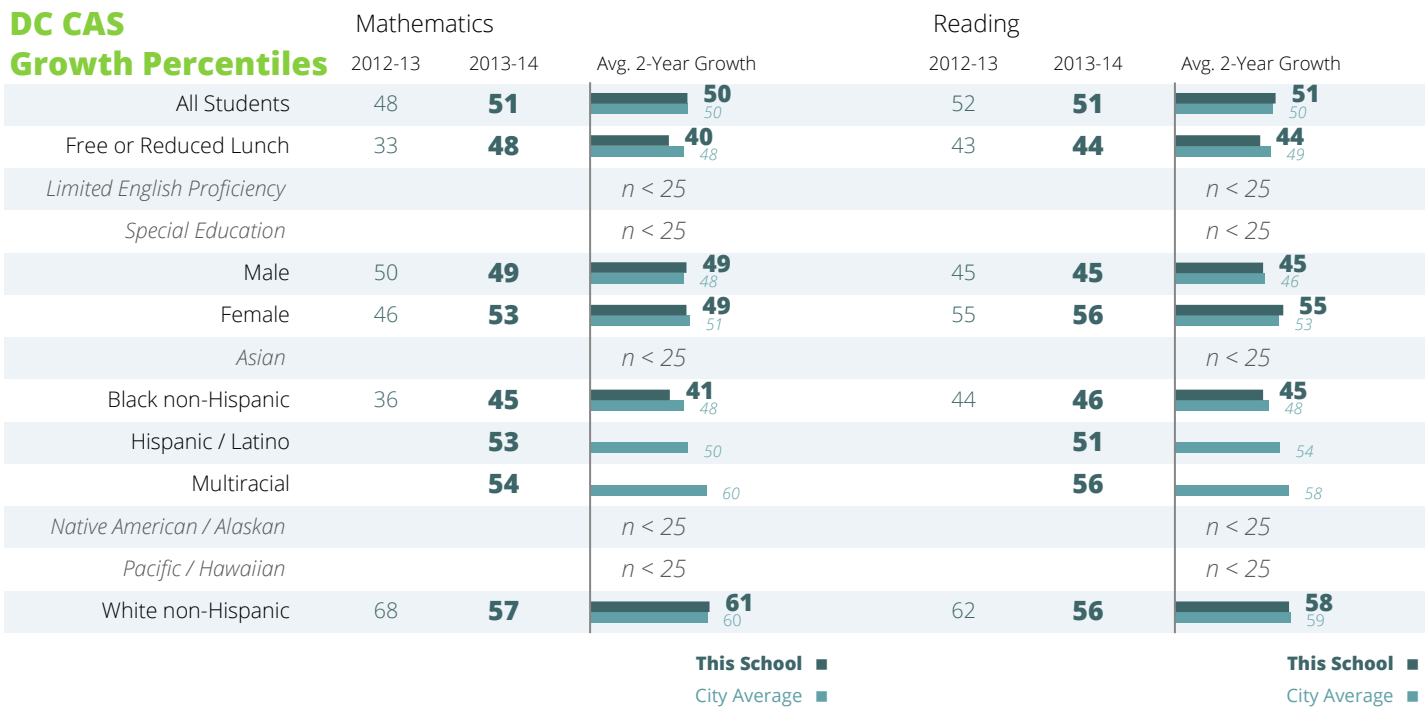 DC CAS Mathematics Reading
Growth Percentiles 2012-13 2013-14 Avg. 2-Year Growth 2012-13 2013-14 Avg. 2-Year Growth
All Students 48 51 50 50 52 51 51 50
Free or Reduced Lunch 33 48 40 48 43 44 44 49
Limited English Proficiency n < 25 n < 25
Special Education n < 25 n < 25
Male 50 49 49 48 45 45 45 46
Female 46 53 49 51 55 56 55 53
Asian n < 25 n < 25
Black non-Hispanic 36 45 41 48 44 46 45 48
Hispanic / Latino 53 50 51 54
Multiracial 54 60 56 58
Native American / Alaskan n < 25 n < 25
Pacific / Hawaiian n < 25 n < 25
White non-Hispanic 68 57 61 60 62 56 58 59
This School This School
City Average City Average